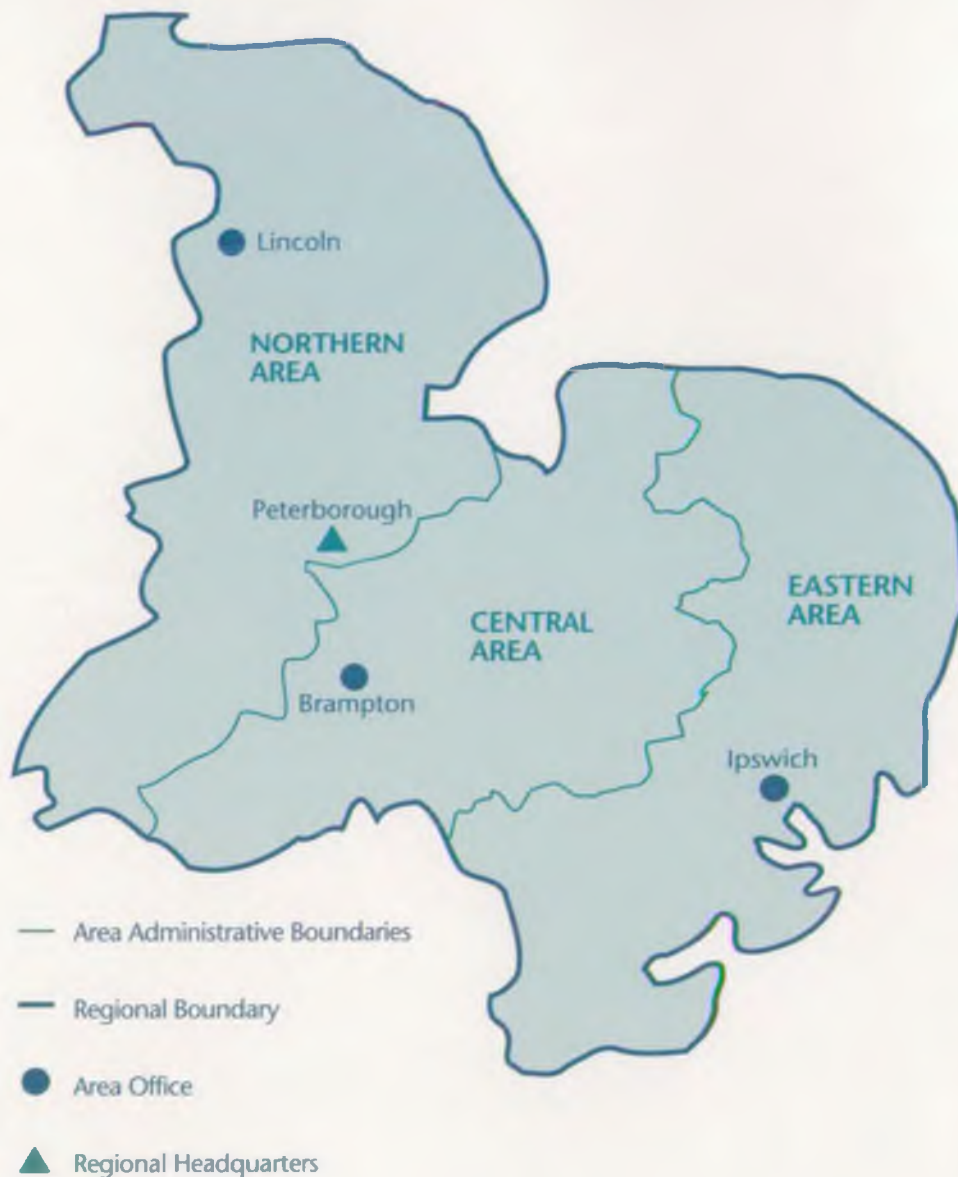 Lincoln
NORTHERN
AREA
Peterborough
EASTERN
AREA
CENTRAL
AREA
Brampton
Ipswich
Area Administrative Boundaries
Regional Boundary
Area Office
Regional Headquarters